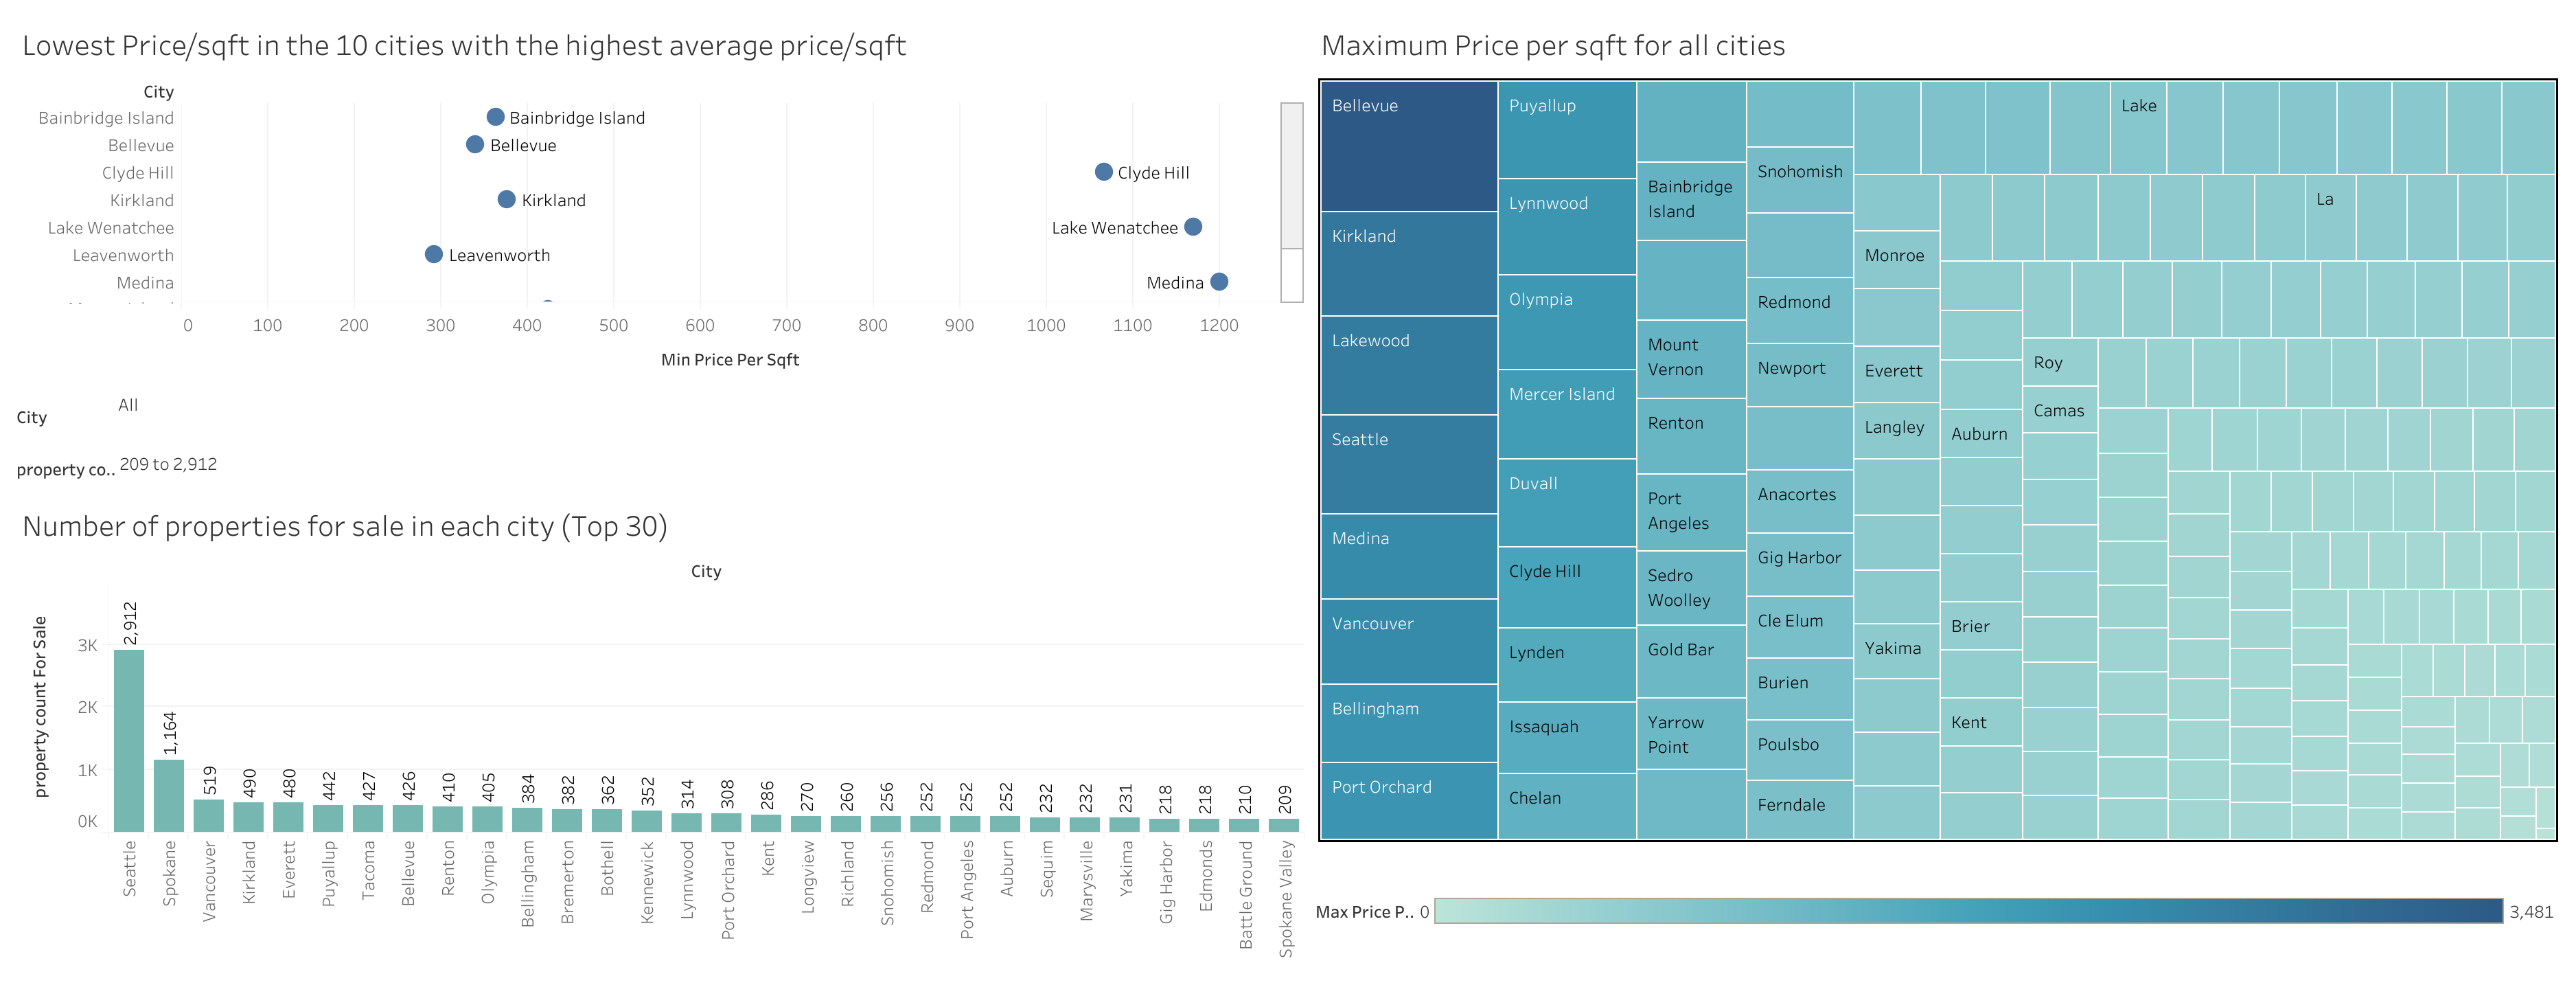 Lowest Price/sqft in the 10 cities with the highest average price/sqft
City
Bainbridge Island
Bellevue
Clyde Hill
Kirkland
Lake Wenatchee
Leavenworth
Medina
Bainbridge Island
Bellevue
Clyde Hill
Kirkland
Lake Wenatchee
Leavenworth
Medina
0 100 200 300 400 500 600 700 800 900 1000 1100 1200
Min Price Per Sqft
City
All
property co..
209 to 2,912
Number of properties for sale in each city (Top 30)
City
property count For Sale
3K
2K
1K
0K
2,912 1,164 519 490 480 442 427 426 410 405 384 382 362 352 314 308 286 270 260 256 252 252 252 232 232 231 218 218 210 209
Seattle
Spokane
Vancouver
Kirkland
Everett
Puyallup
Tacoma
Bellevue
Renton
Olympia
Bellingham
Bremerton
Bothell
Kennewick
Lynnwood
Port Orchard
Kent
Longview
Richland
Snohomish
Redmond
Port Angeles
Auburn
Sequim
Marysville
Yakima
Gig Harbor
Edmonds
Battle Ground
Spokane Valley
Maximum Price per sqft for all cities
Bellevue
Kirkland
Lakewood
Seattle
Medina
Vancouver
Bellingham
Port Orchard
Puyallup
Lynnwood
Olympia
Mercer Island
Duvall
Clyde Hill
Lynden
Issaquah
Chelan
Bainbridge
Island
Mount
Vernon
Renton
Port
Angeles
Sedro
Woolley
Gold Bar
Yarrow
Point
Snohomish
Redmond
Newport
Anacortes
Gig Harbor
Cle Elum
Burien
Poulsbo
Ferndale
Monroe
Everett
Langley
Yakima
Auburn
Brier
Kent
Roy
Camas
Lake
La
Max Price P.. 0
3,481